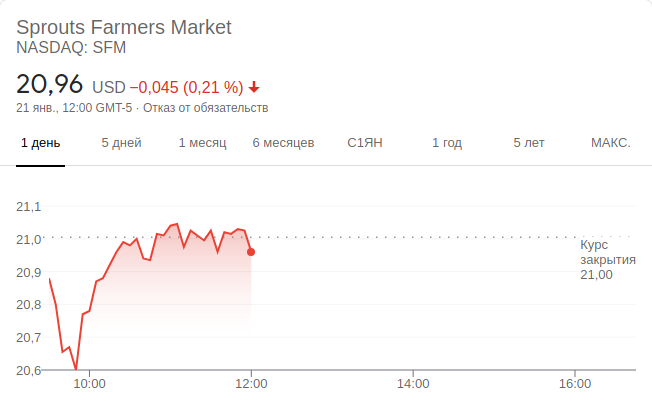 Sprouts Farmers Market
NASDAQ: SFM
20,96 USD −0,045 (0,21 %)
21 янв., 12:00 GMT-5 · Отказ от обязательств
1 день 5 дней 1 месяц 6 месяцев С1ЯН 1 год 5 лет МАКС.
21,1
21,0
20,9
20,8
20,7
20,6
Курс
закрытия
21,00
10:00 12:00 14:00 16:00